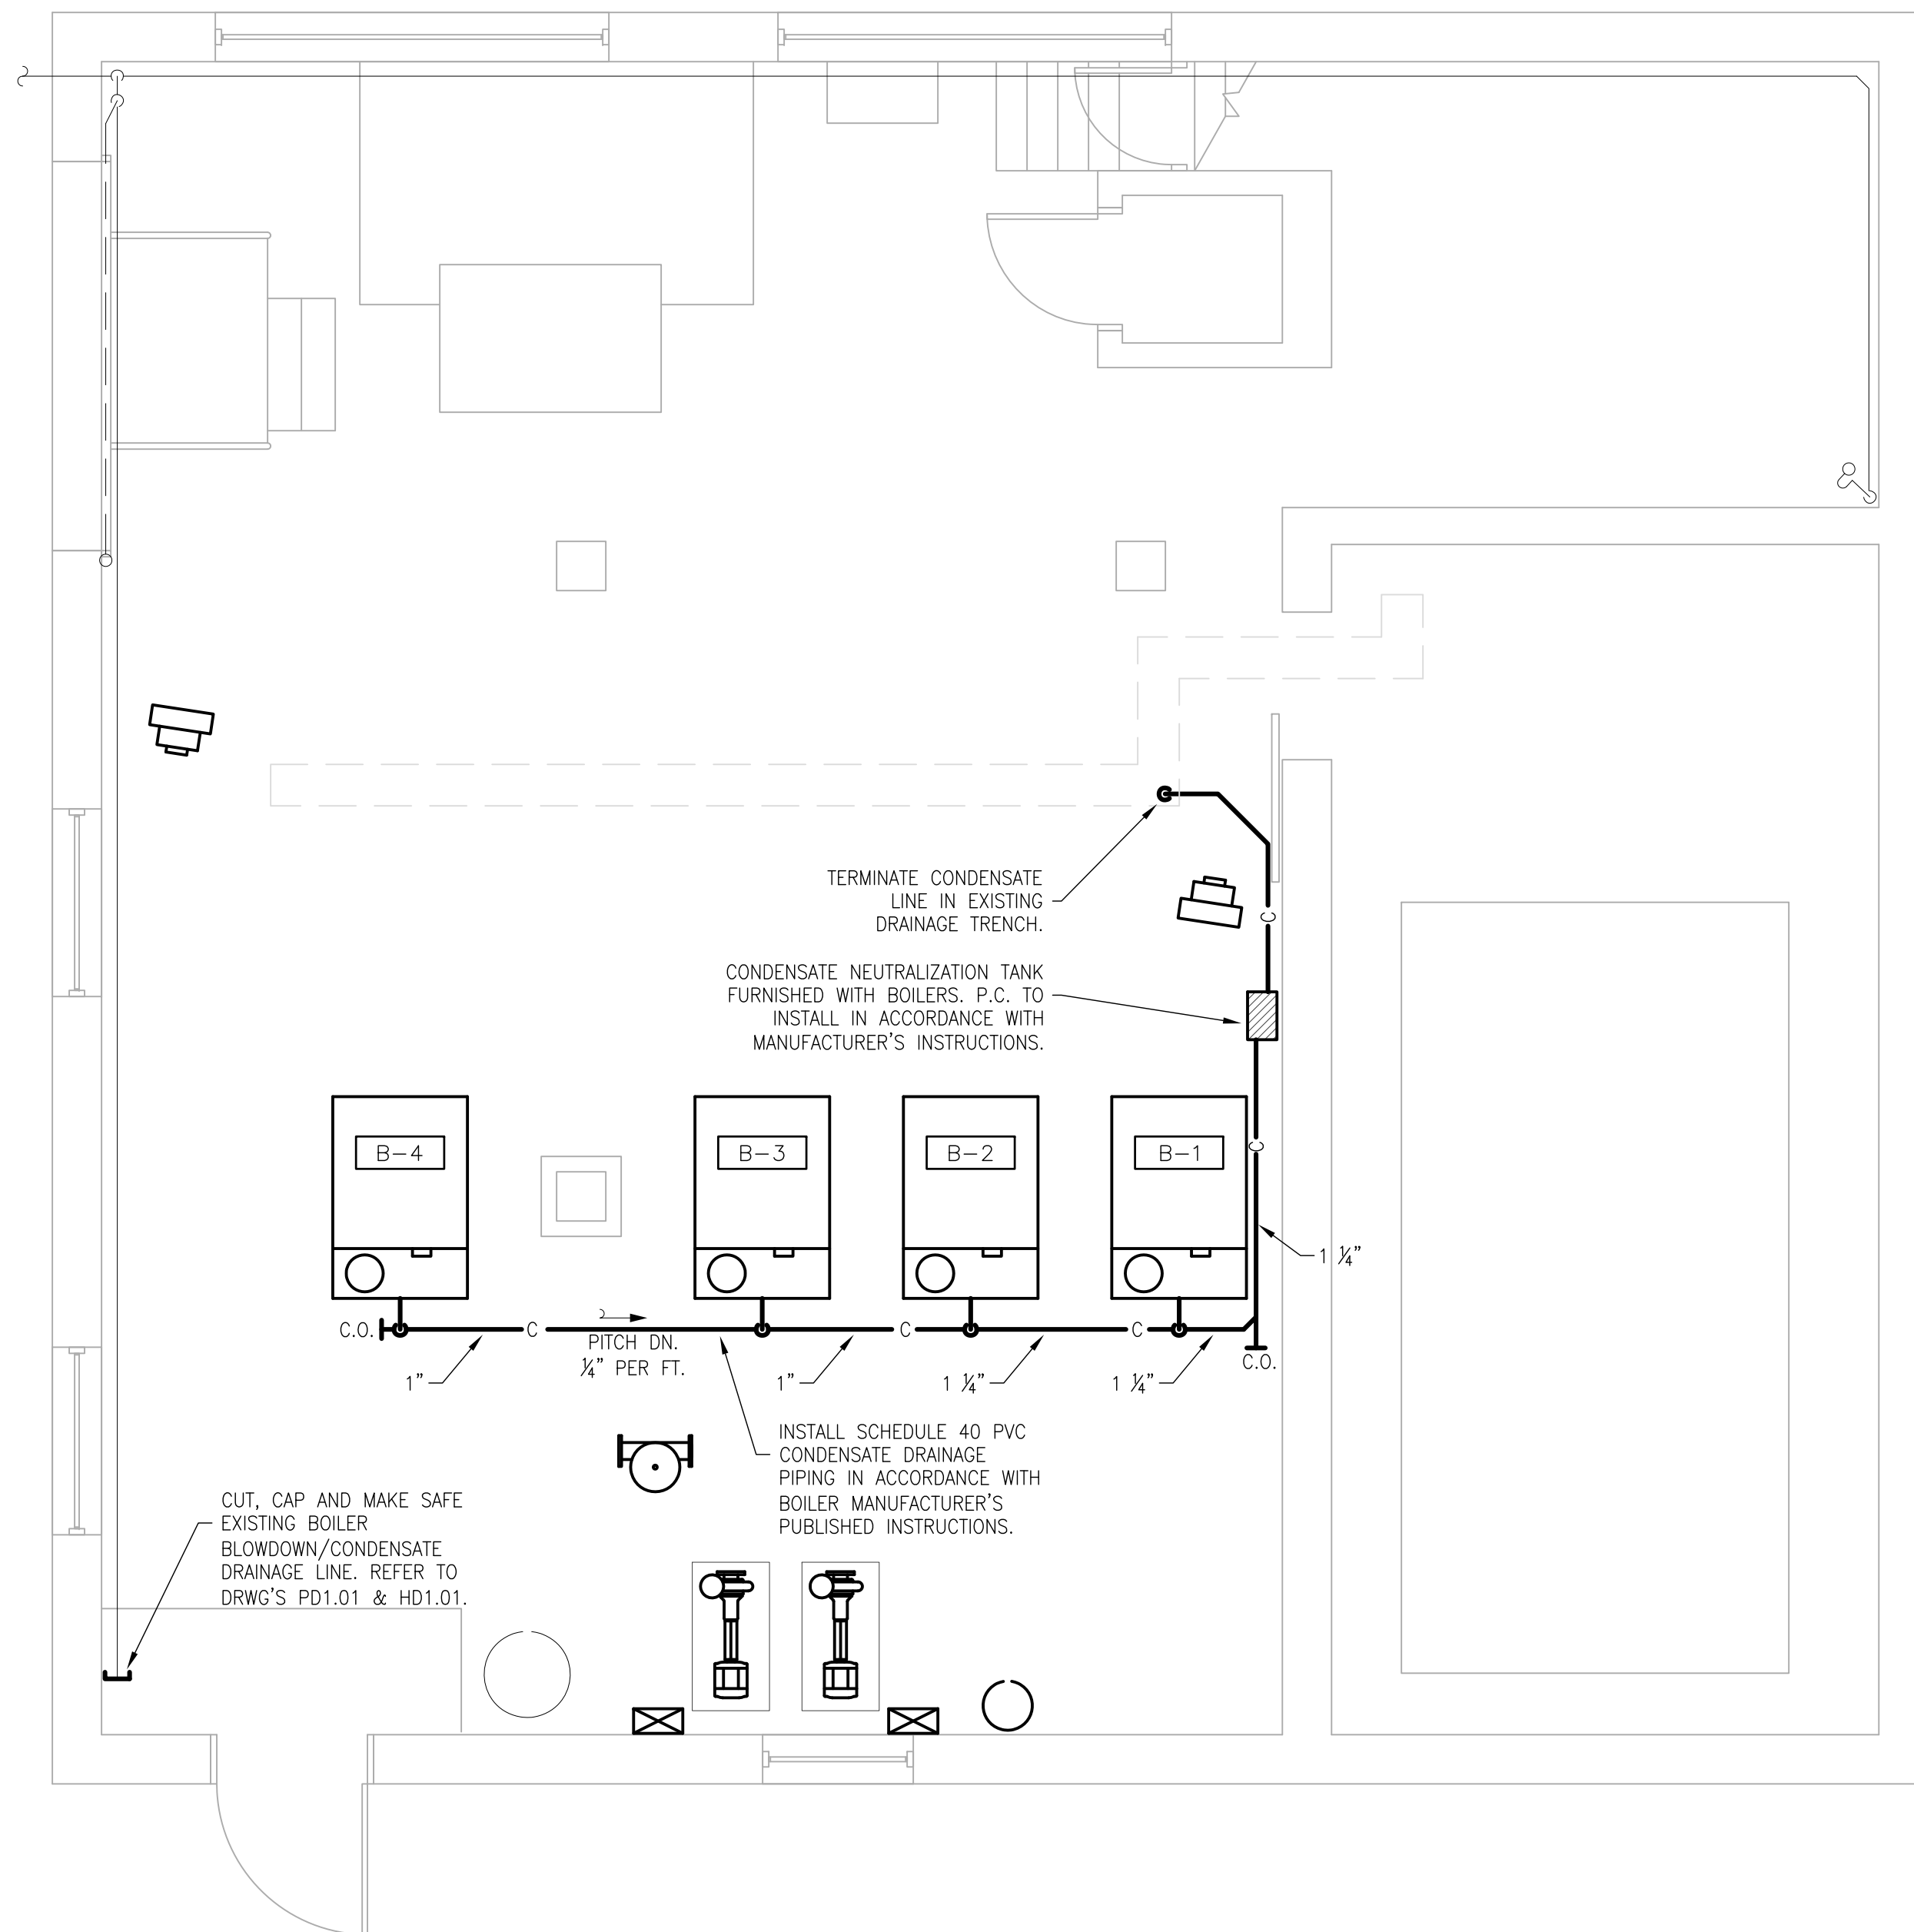 TERMINATE CONDENSATE
LINE IN EXISTING
DRAINAGE TRENCH.
C
CONDENSATE NEUTRALIZATION TANK
FURNISHED WITH BOILERS. P.C. TO
INSTALL IN ACCORDANCE WITH
MANUFACTURER'S INSTRUCTIONS.
B-4
B-3
B-2
B-1
C
1 1/4"
C.O.
C
PITCH DN.
1/4" PER FT.
C
C
C.O.
1"
1"
1 1/4"
1 1/4"
INSTALL SCHEDULE 40 PVC
CONDENSATE DRAINAGE
PIPING IN ACCORDANCE WITH
BOILER MANUFACTURER'S
PUBLISHED INSTRUCTIONS.
CUT, CAP AND MAKE SAFE
EXISTING BOILER
BLOWDOWN/CONDENSATE
DRAINAGE LINE. REFER TO
DRWG'S PD1.01 & HD1.01.